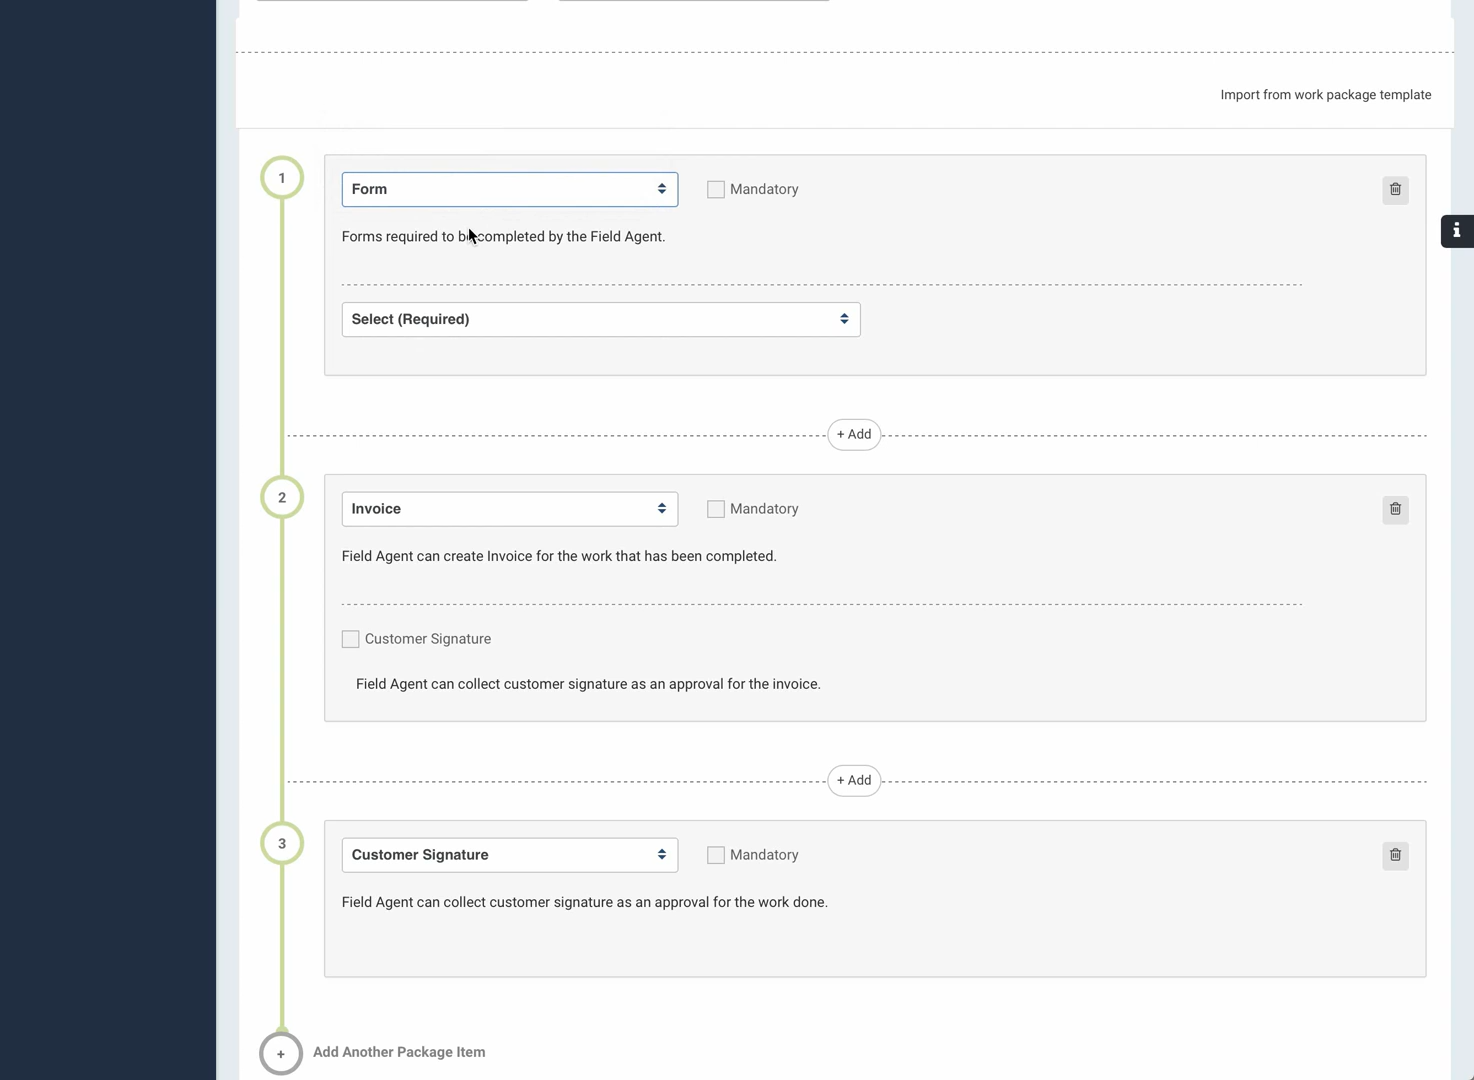 Import from work package template
1
Form
Mandatory
Forms required to be completed by the Field Agent.
Select (Required)
+ Add
2
Invoice
Mandatory
Field Agent can create Invoice for the work that has been completed.
Customer Signature
Field Agent can collect customer signature as an approval for the invoice.
+ Add
3
Customer Signature
Mandatory
Field Agent can collect customer signature as an approval for the work done.
+ Add Another Package Item